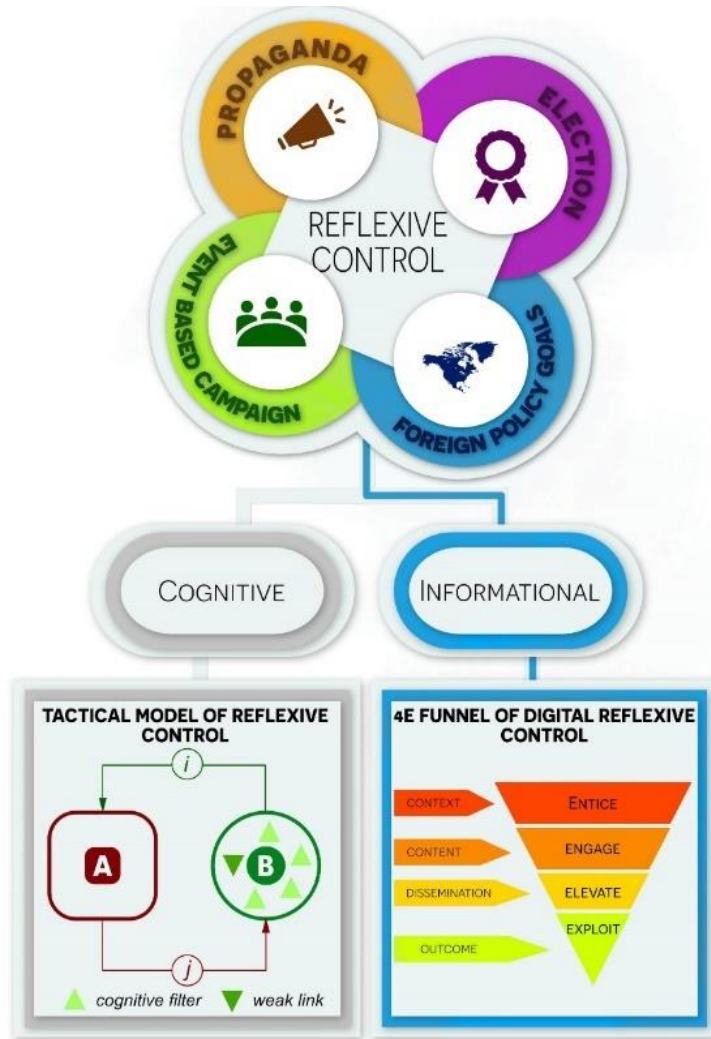 PROPAGANDA
ELECTION
REFLEXIVE
CONTROL
EVENT BASED CAMPAIGN
FOREIGN POLICY GOALS
COGNITIVE
INFORMATIONAL
TACTICAL MODEL OF REFLEXIVE
CONTROL
i
A
B
j
cognitive filter
weak link
4E FUNNEL OF DIGITAL REFLEXIVE
CONTROL
CONTEXT
ENTICE
CONTENT
ENGAGE
DISSEMINATION
ELEVATE
EXPLOIT
OUTCOME